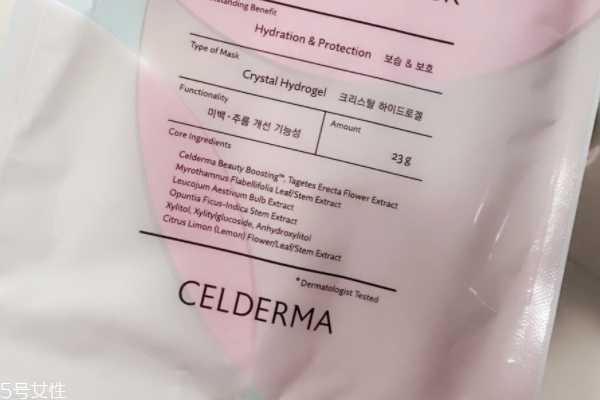 Benefit
Hydration & Protection 보습 & 보호
Type of Mask
Crystal Hydrogel 크리스탈 하이드로겔
Functionality
미백·주름 개선 기능성
Amount
23 g
Core Ingredients
Celderma Beauty Boosting™, Tagetes Erecta Flower Extract
Myrothamnus Flabellifolia Leaf/Stem Extract
Leucojum Aestivum Bulb Extract
Opuntia Ficus-Indica Stem Extract
Xylitol, Xylitylglucoside, Anhydroxylitol
Citrus Limon (Lemon) Flower/Leaf/Stem Extract
*Dermatologist Tested
CELDERMA
5号女性